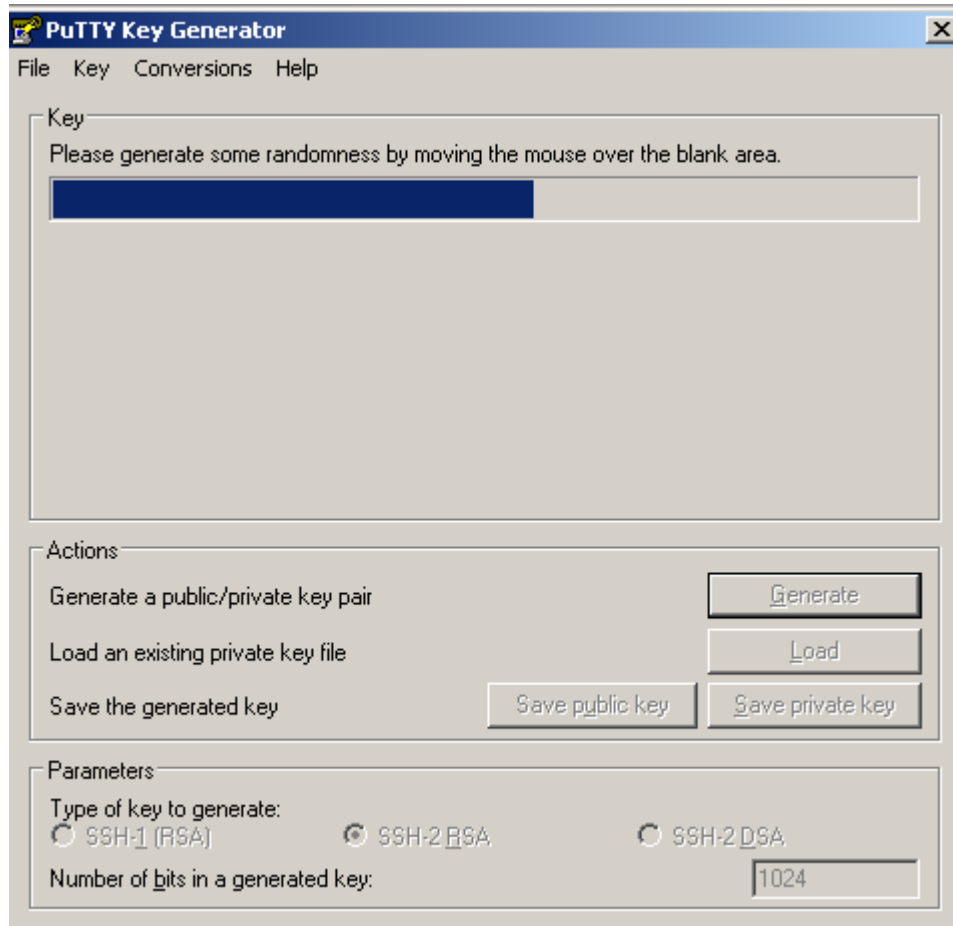 PuTTY Key Generator
File Key Conversions Help
Key
Please generate some randomness by moving the mouse over the blank area.
Actions
Generate a public/private key pair
Generate
Load an existing private key file
Load
Save the generated key
Save public key
Save private key
Parameters
Type of key to generate:
SSH-1 (RSA) SSH-2 RSA SSH-2 DSA
Number of bits in a generated key:
1024